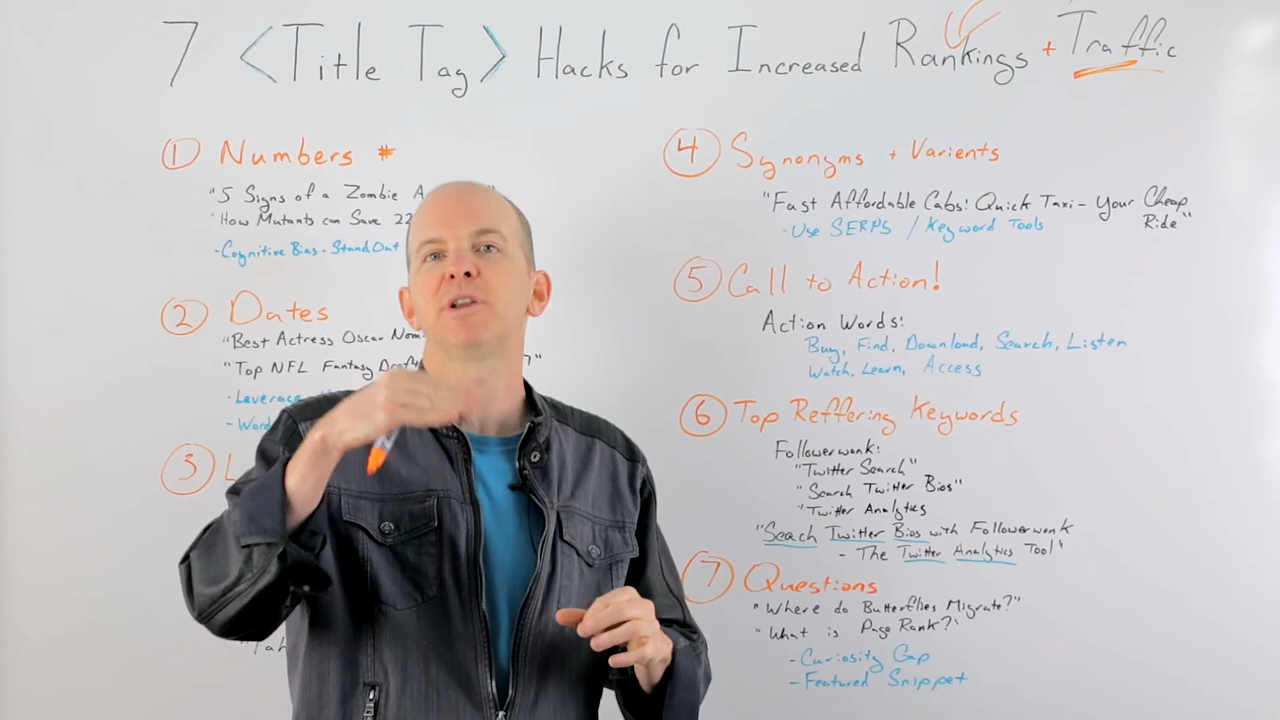 7 <Title Tag> Hacks for Increased Rankings + Traffic
1 Numbers #
"5 Signs of a Zombie A
"How Mutants can Save 22
- Cognitive Bias - Stand Out
2 Dates
"Best Actress Oscar Nom
"Top NFL Fantasy Draft ?"
- Leverage
- Word
3 L
"Tah
4 Synonyms + Varients
"Fast Affordable Cabs! Quick Taxi - Your Cheap
Ride"
- Use SERPS / Keyword Tools
5 Call to Action!
Action Words:
Buy, Find, Download, Search, Listen
Watch, Learn, Access
6 Top Reffering Keywords
Followerwonk:
"Twitter Search"
"Search Twitter Bios"
"Twitter Analytics
"Seach Twitter Bios with Followerwonk
- The Twitter Analytics Tool"
7 Questions
"Where do Butterflies Migrate?"
"What is Page Rank?"
- Curiosity Gap
- Featured Snippet